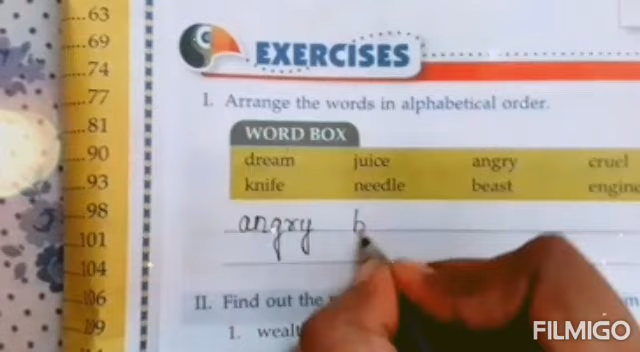 63
69
74
77
81
90
93
98
101
104
106
EXERCISES
I. Arrange the words in alphabetical order.
WORD BOX
dream juice angry cruel
knife needle beast engine
angry b
II. Find out the
1. wealt
FILMIGO